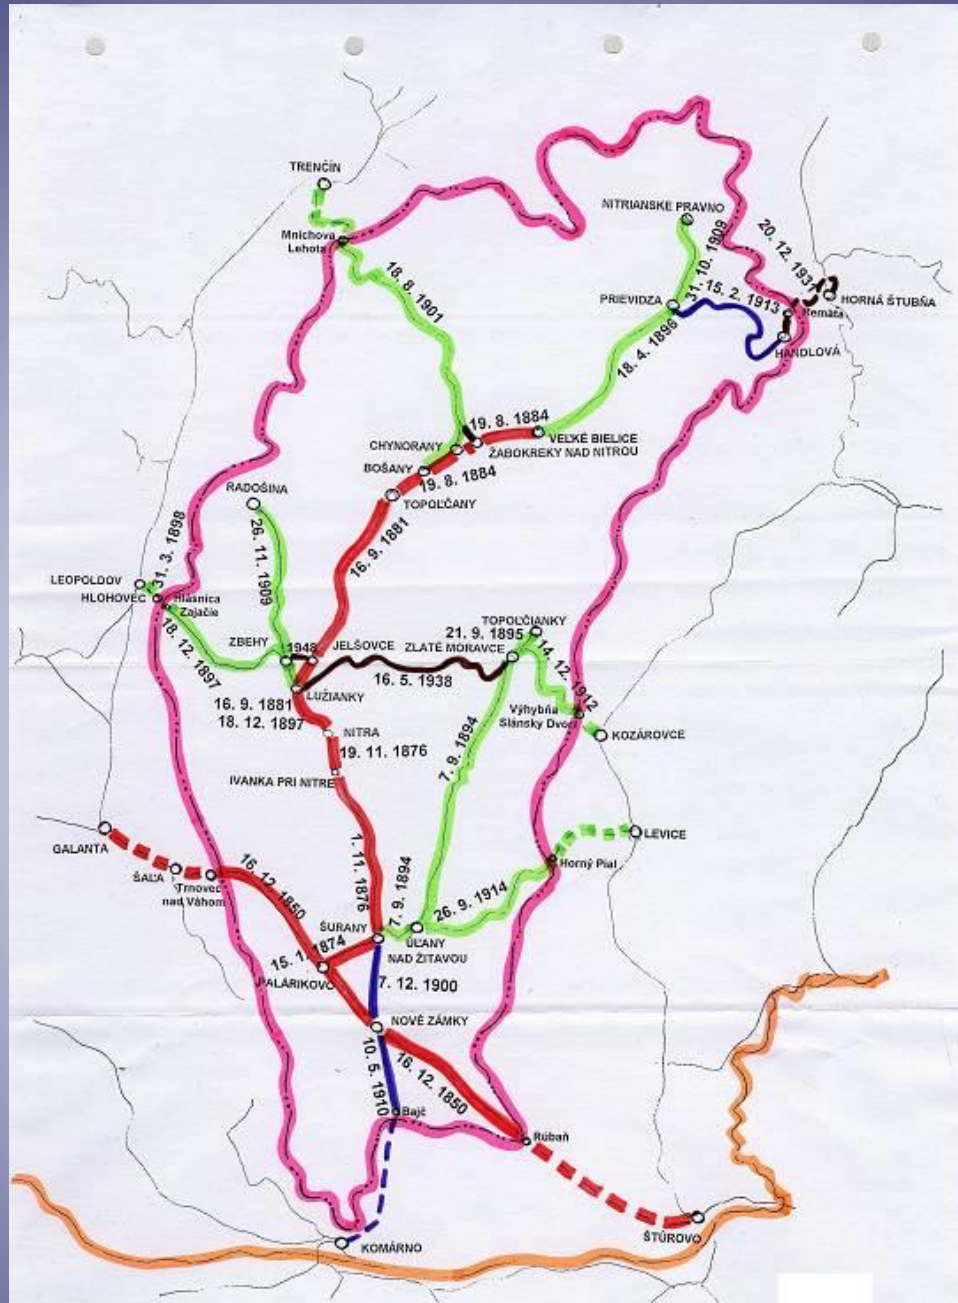 TRENČÍN
NITRIANSKE PRAVNO
Mníchova
Lehota
18. 8. 1901
31. 10. 1909
20. 12. 1931
15. 2. 1913
PRIEVIDZA
HORNÁ ŠTUBŇA
Remata
HANDLOVÁ
18. 4. 1896
19. 8. 1884
VEĽKÉ BIELICE
CHYNORANY
ŽABOKREKY NAD NITROU
BOŠANY
19. 8. 1884
RADOŠINA
TOPOĽČANY
26. 11. 1909
16. 9. 1881
31. 3. 1898
LEOPOLDOV
HLOHOVEC
Hlásnica
Zajačie
18. 12. 1897
TOPOĽČIANKY
21. 9. 1895
ZBEHY
1948
JELŠOVCE
ZLATÉ MORAVCE
14. 12. 1912
16. 5. 1938
LUŽIANKY
16. 9. 1881
18. 12. 1897
Výhybňa
Slánsky Dvor
NITRA
KOZÁROVCE
19. 11. 1876
7. 9. 1894
IVANKA PRI NITRE
GALANTA
LEVICE
1. 11. 1876
Horný Pial
ŠAĽA
Trnovec
nad Váhom
16. 12. 1850
7. 9. 1894
26. 9. 1914
ŠURANY
ÚĽANY
NAD ŽITAVOU
15. 1. 1874
PALÁRIKOVO
7. 12. 1900
NOVÉ ZÁMKY
10. 5. 1910
16. 12. 1850
Bajč
Rúbaň
ŠTÚROVO
KOMÁRNO